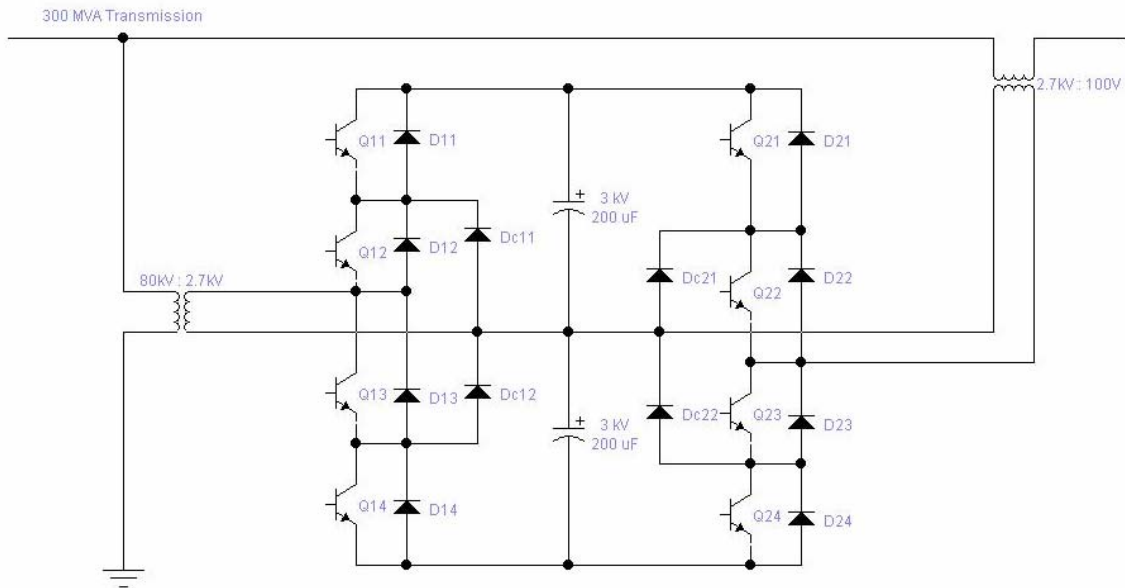 300 MVA Transmission
2.7kV : 100V
Q11
D11
Q21
D21
3 kV
200 uF
Q12
D12
Dc11
Dc21
Q22
D22
80kV : 2.7kV
Q13
D13
Dc12
Dc22
Q23
D23
3 kV
200 uF
Q14
D14
Q24
D24
+
+